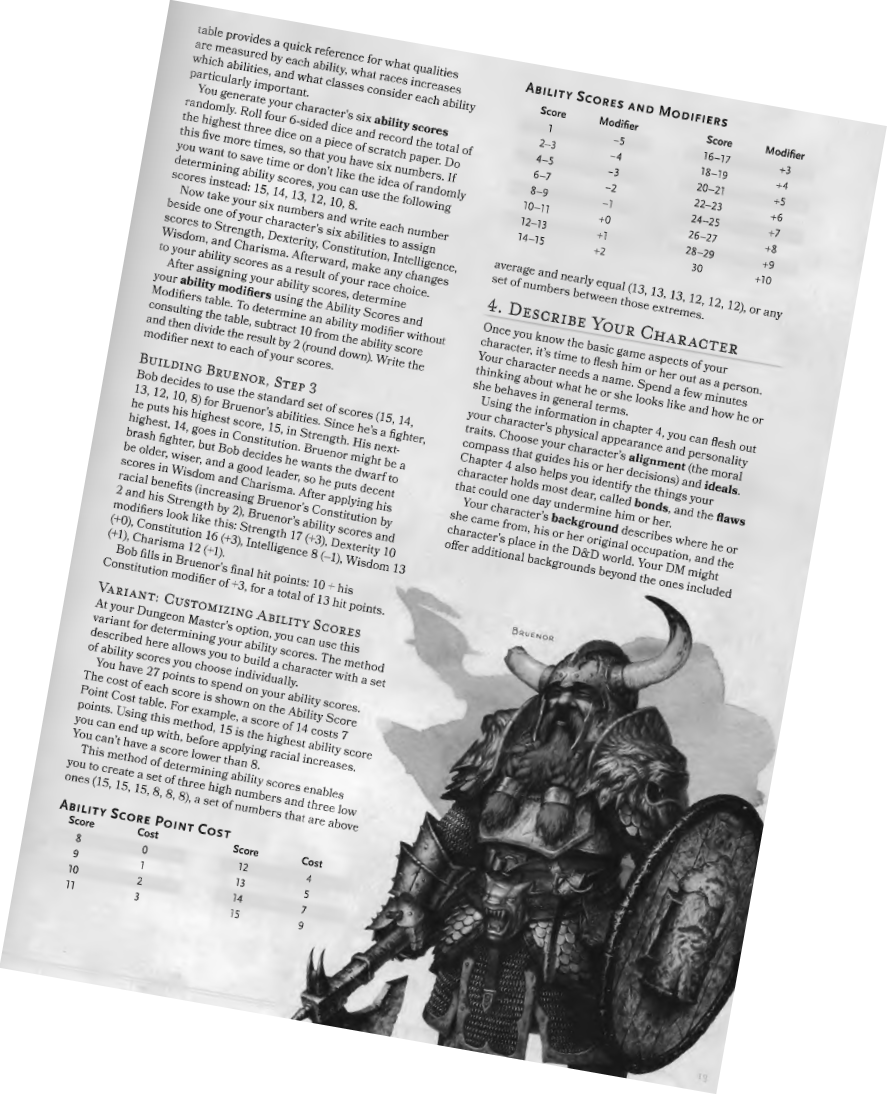 table provides a quick reference for what qualities
are measured by each ability, what races increases
which abilities, and what classes consider each ability
particularly important.
You generate your character's six ability scores
randomly. Roll four 6-sided dice and record the total of
the highest three dice on a piece of scratch paper. Do
this five more times, so that you have six numbers. If
you want to save time or don't like the idea of randomly
determining ability scores, you can use the following
scores instead: 15, 14, 13, 12, 10, 8.
Now take your six numbers and write each number
beside one of your character's six abilities to assign
scores to Strength, Dexterity, Constitution, Intelligence,
Wisdom, and Charisma. Afterward, make any changes
to your ability scores as a result of your race choice.
After assigning your ability scores, determine
your ability modifiers using the Ability Scores and
Modifiers table. To determine an ability modifier without
consulting the table, subtract 10 from the ability score
and then divide the result by 2 (round down). Write the
modifier next to each of your scores.
BUILDING BRUENOR, STEP 3
Bob decides to use the standard set of scores (15, 14,
13, 12, 10, 8) for Bruenor's abilities. Since he's a fighter,
he puts his highest score, 15, in Strength. His next-
highest, 14, goes in Constitution. Bruenor might be a
brash fighter, but Bob decides he wants the dwarf to
be older, wiser, and a good leader, so he puts decent
scores in Wisdom and Charisma. After applying his
racial benefits (increasing Bruenor's Constitution by
2 and his Strength by 2), Bruenor's ability scores and
modifiers look like this: Strength 17 (+3), Dexterity 10
(+0), Constitution 16 (+3), Intelligence 8 (–1), Wisdom 13
(+1), Charisma 12 (+1).
Bob fills in Bruenor's final hit points: 10 + his
Constitution modifier of +3, for a total of 13 hit points.
VARIANT: CUSTOMIZING ABILITY SCORES
At your Dungeon Master's option, you can use this
variant for determining your ability scores. The method
described here allows you to build a character with a set
of ability scores you choose individually.
You have 27 points to spend on your ability scores.
The cost of each score is shown on the Ability Score
Point Cost table. For example, a score of 14 costs 7
points. Using this method, 15 is the highest ability score
you can end up with, before applying racial increases.
You can't have a score lower than 8.
This method of determining ability scores enables
you to create a set of three high numbers and three low
ones (15, 15, 15, 8, 8, 8), a set of numbers that are above
ABILITY SCORE POINT COST
Score Cost Score Cost
8 0 12 4
9 1 13 5
10 2 14 7
11 3 15 9
ABILITY SCORES AND MODIFIERS
Score Modifier Score Modifier
1 –5 16–17 +3
2–3 –4 18–19 +4
4–5 –3 20–21 +5
6–7 –2 22–23 +6
8–9 –1 24–25 +7
10–11 +0 26–27 +8
12–13 +1 28–29 +9
14–15 +2 30 +10
average and nearly equal (13, 13, 13, 12, 12, 12), or any
set of numbers between those extremes.
4. DESCRIBE YOUR CHARACTER
Once you know the basic game aspects of your
character, it's time to flesh him or her out as a person.
Your character needs a name. Spend a few minutes
thinking about what he or she looks like and how he or
she behaves in general terms.
Using the information in chapter 4, you can flesh out
your character's physical appearance and personality
traits. Choose your character's alignment (the moral
compass that guides his or her decisions) and ideals.
Chapter 4 also helps you identify the things your
character holds most dear, called bonds, and the flaws
that could one day undermine him or her.
Your character's background describes where he or
she came from, his or her original occupation, and the
character's place in the D&D world. Your DM might
offer additional backgrounds beyond the ones included
BRUENOR
13